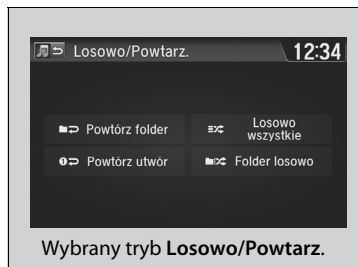 Losowo/Powtarz.
12:34
Powtórz folder
Losowo
wszystkie
Powtórz utwór
Folder losowo
Wybrany tryb Losowo/Powtarz.